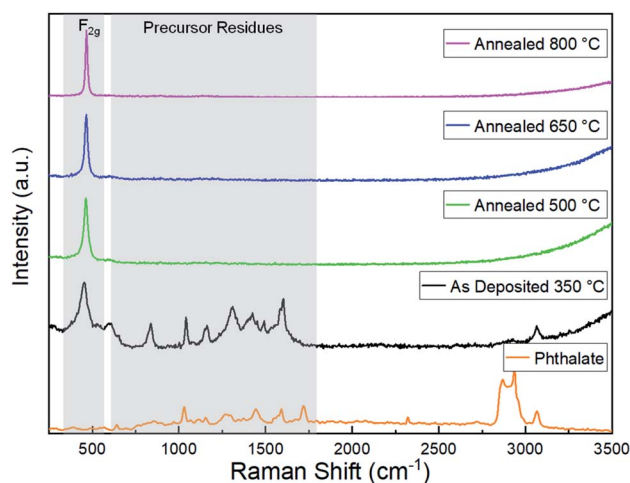 F2g
Precursor Residues
Annealed 800 °C
Annealed 650 °C
Annealed 500 °C
As Deposited 350 °C
Phthalate
Intensity (a.u.)
500 1000 1500 2000 2500 3000 3500
Raman Shift (cm-1)